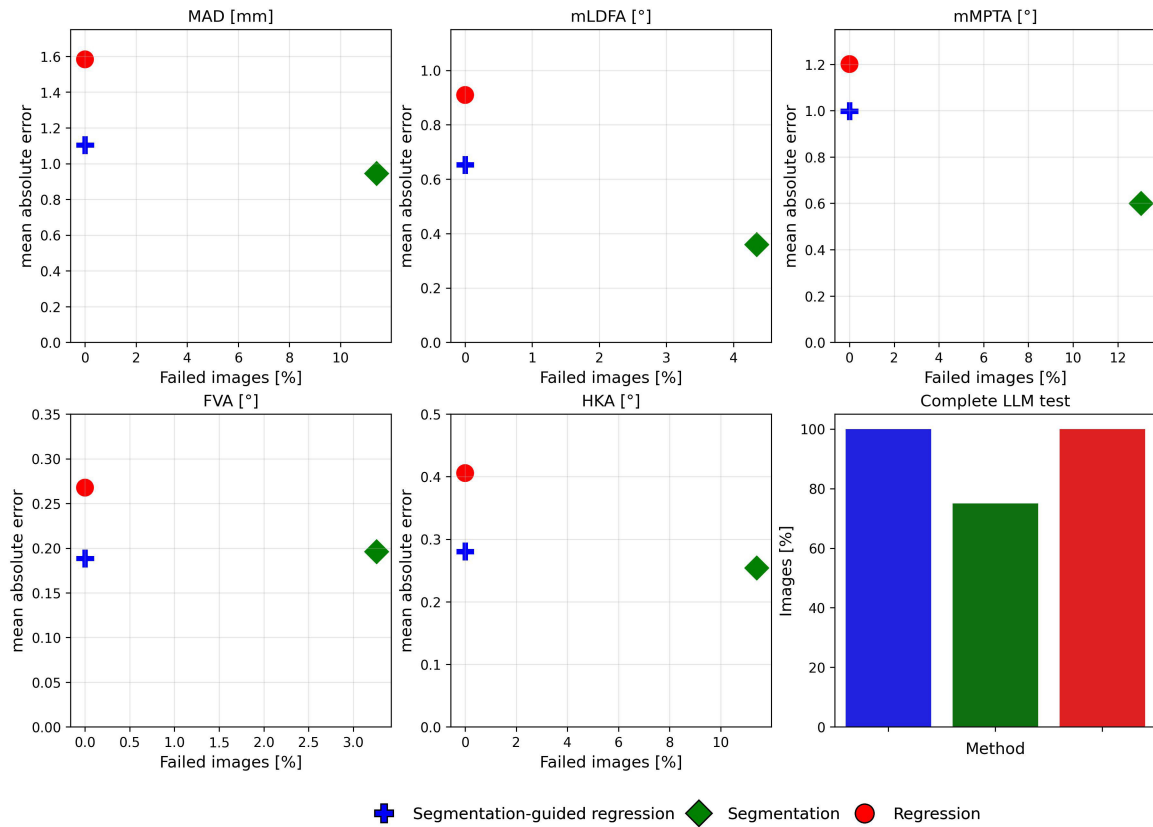 MAD [mm]
mean absolute error
1.6
1.4
1.2
1.0
0.8
0.6
0.4
0.2
0.0
0 2 4 6 8 10
Failed images [%]
mLDFA [°]
mean absolute error
1.0
0.8
0.6
0.4
0.2
0.0
0 1 2 3 4
Failed images [%]
mMPTA [°]
mean absolute error
1.2
1.0
0.8
0.6
0.4
0.2
0.0
0 2 4 6 8 10 12
Failed images [%]
FVA [°]
mean absolute error
0.35
0.30
0.25
0.20
0.15
0.10
0.05
0.00
0.0 0.5 1.0 1.5 2.0 2.5 3.0
Failed images [%]
HKA [°]
mean absolute error
0.5
0.4
0.3
0.2
0.1
0.0
0 2 4 6 8 10
Failed images [%]
Complete LLM test
Images [%]
100
80
60
40
20
0
Method
Segmentation-guided regression Segmentation Regression